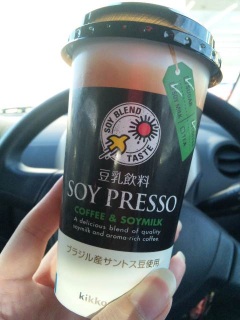 SOY BLEND
TASTE
豆乳飲料
SOY PRESSO
COFFEE & SOYMILK
A delicious blend of quality
soymilk and aroma-rich coffee.
ブラジル産サントス豆使用
kikko